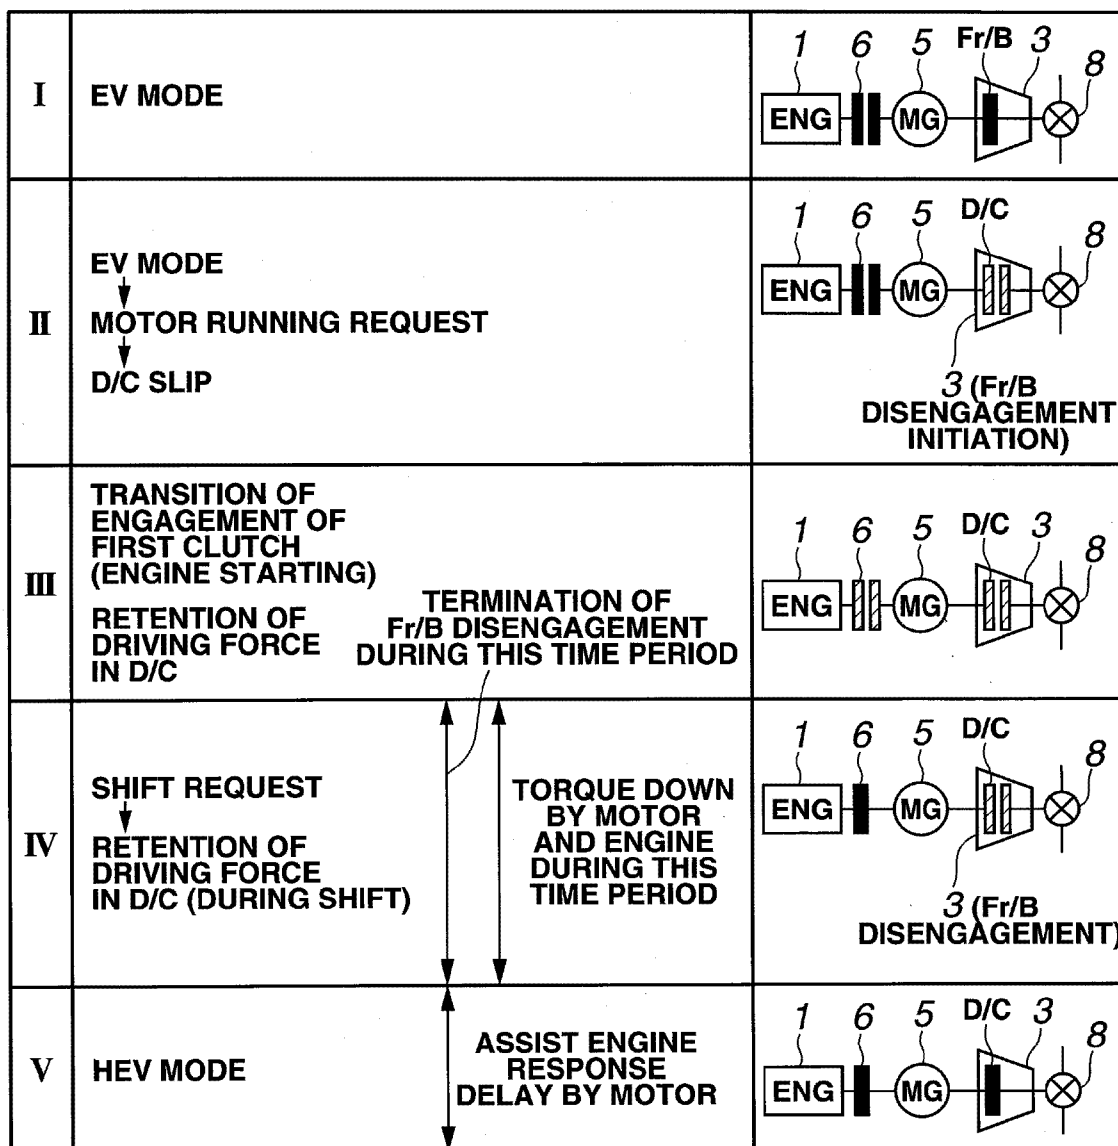 I
EV MODE
1 6 5 Fr/B 3 8
ENG MG
II
EV MODE
MOTOR RUNNING REQUEST
D/C SLIP
1 6 5 D/C 8
ENG MG
3 (Fr/B
DISENGAGEMENT
INITIATION)
III
TRANSITION OF
ENGAGEMENT OF
FIRST CLUTCH
(ENGINE STARTING)
RETENTION OF
DRIVING FORCE
IN D/C
TERMINATION OF
Fr/B DISENGAGEMENT
DURING THIS TIME PERIOD
1 6 5 D/C 3 8
ENG MG
IV
SHIFT REQUEST
RETENTION OF
DRIVING FORCE
IN D/C (DURING SHIFT)
TORQUE DOWN
BY MOTOR
AND ENGINE
DURING THIS
TIME PERIOD
1 6 5 D/C 8
ENG MG
3 (Fr/B
DISENGAGEMENT)
V
HEV MODE
ASSIST ENGINE
RESPONSE
DELAY BY MOTOR
1 6 5 D/C 3 8
ENG MG